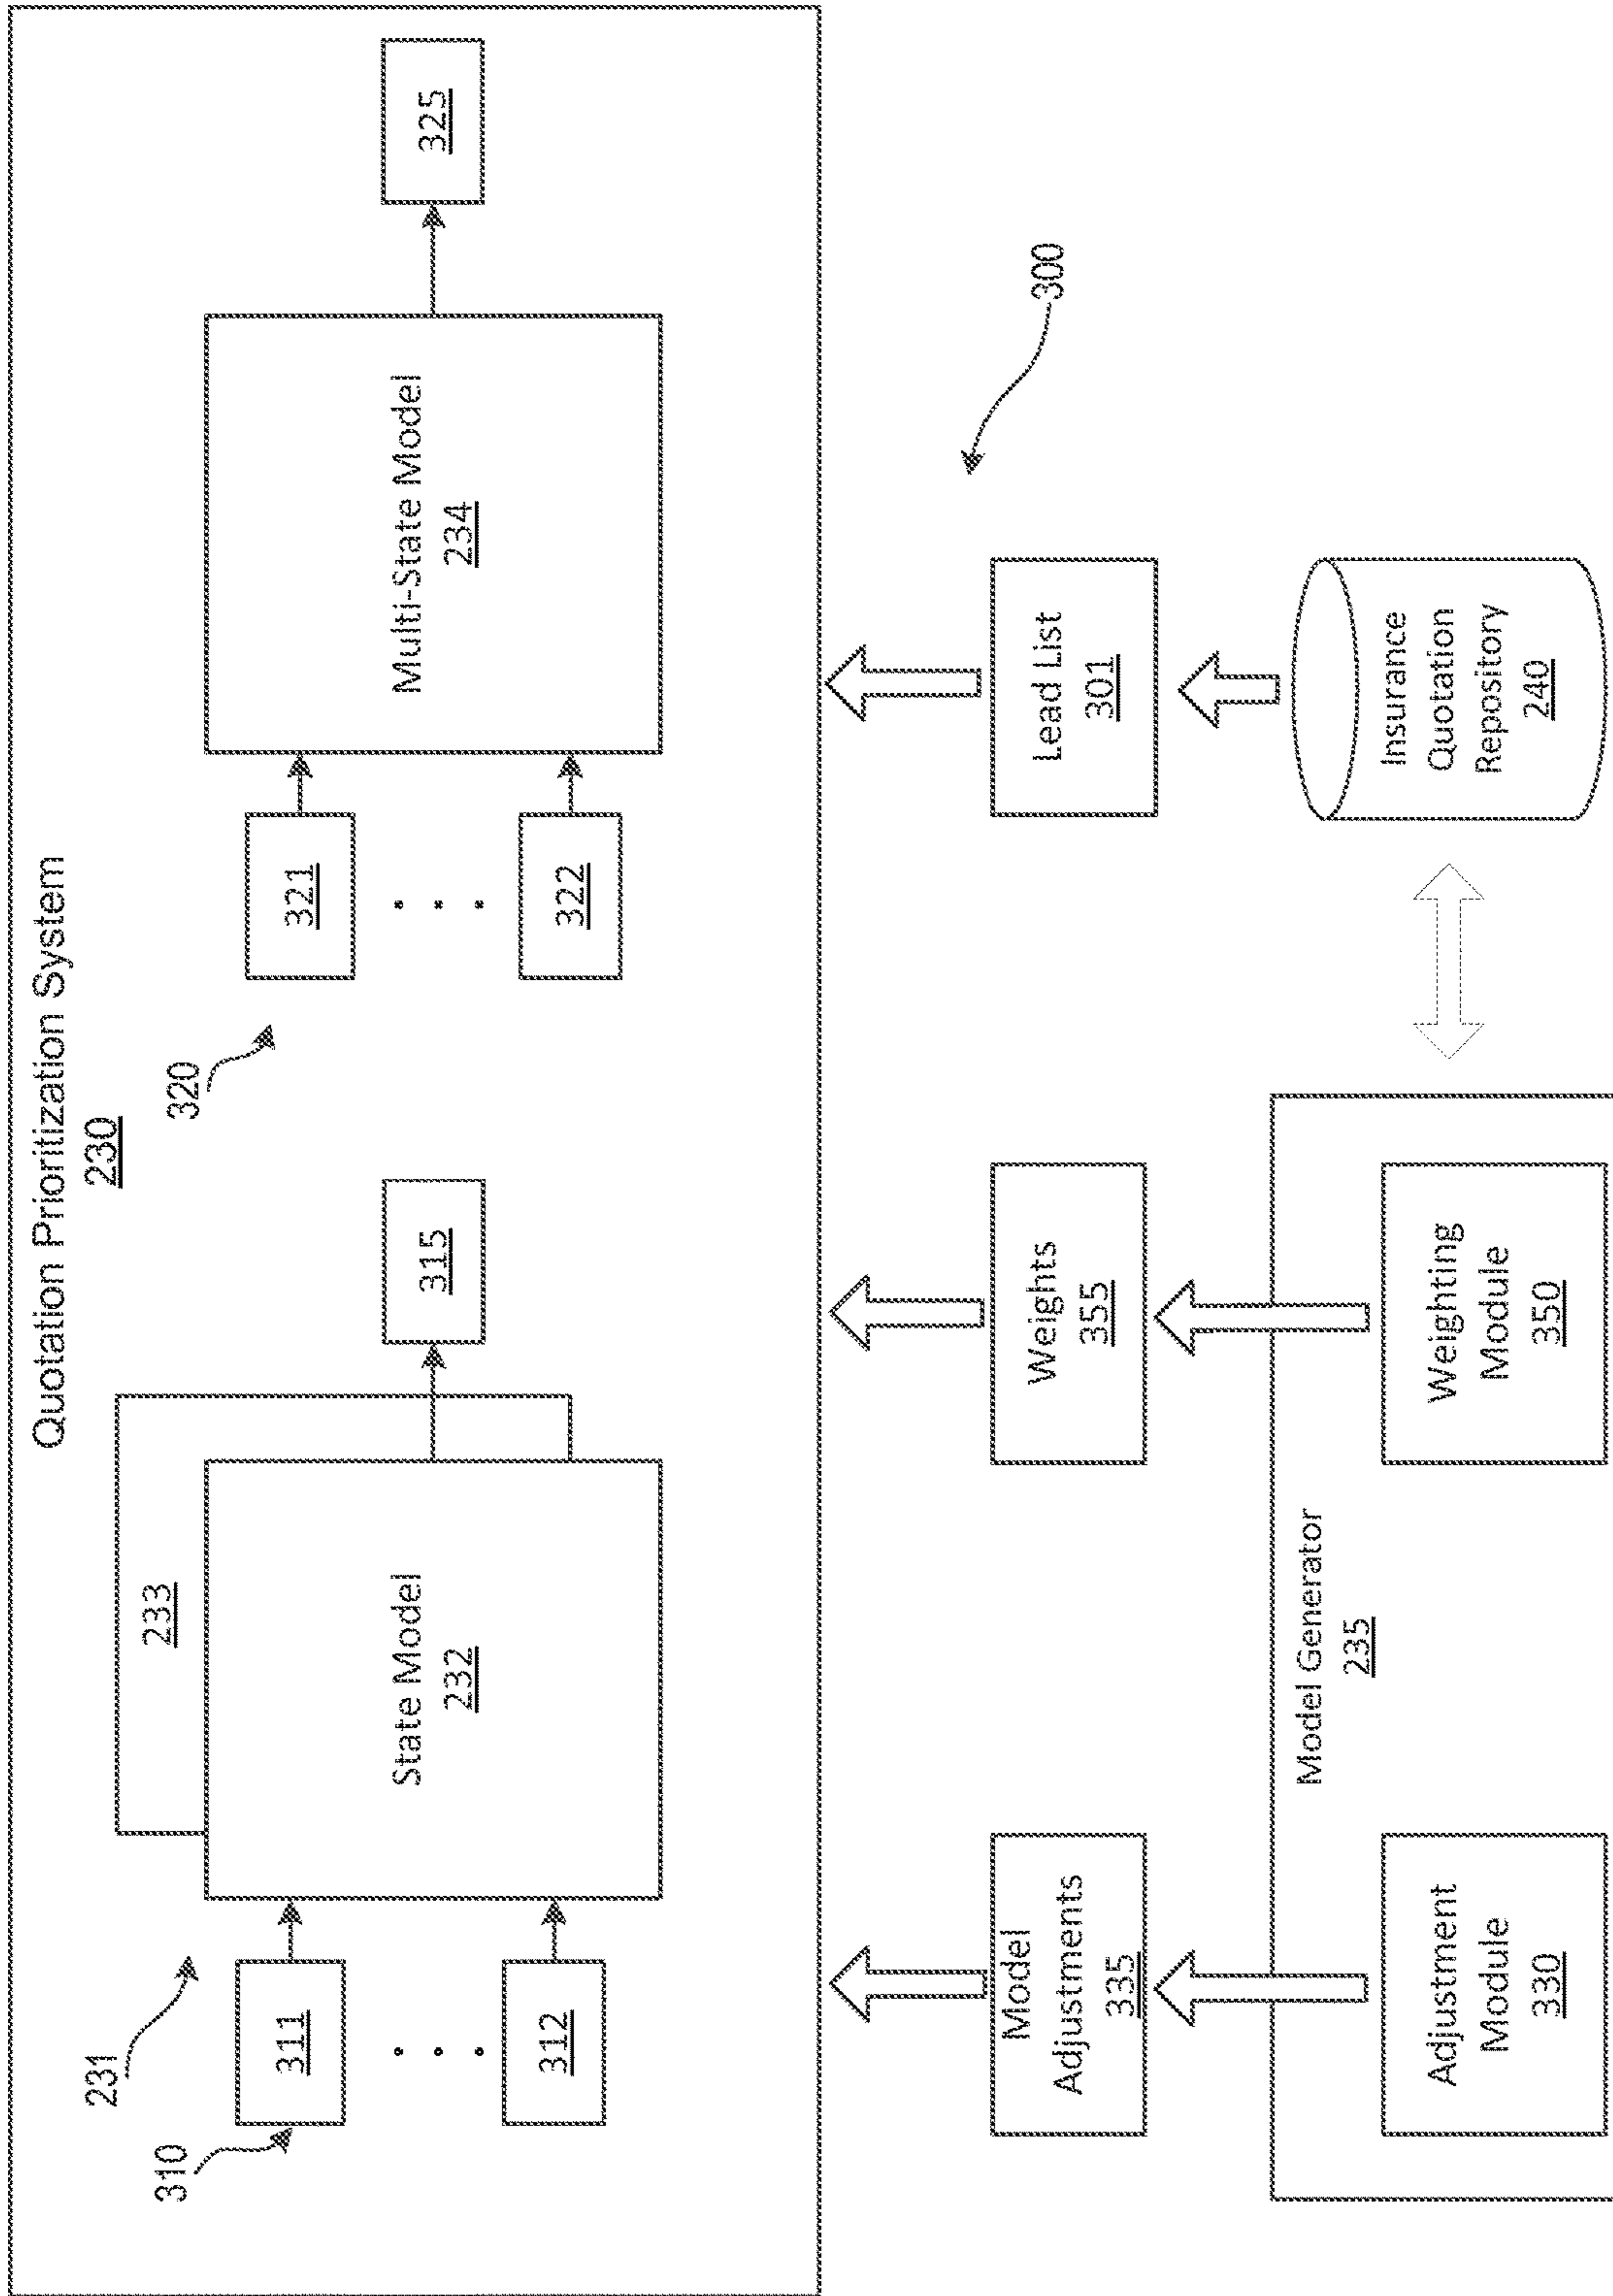 Quotation Prioritization System
230
231
233
310
311
312
State Model
232
315
320
321
322
Multi-State Model
234
325
300
Model
Adjustments
335
Weights
355
Lead List
301
Model Generator
235
Adjustment
Module
330
Weighting
Module
350
Insurance
Quotation
Repository
240